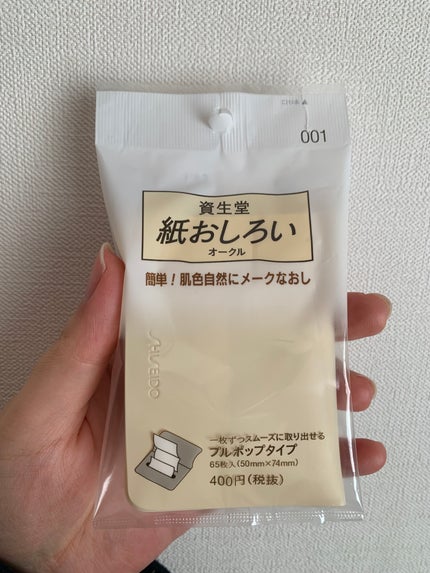 001
資生堂
紙おしろい
オークル
簡単！肌色自然にメークなおし
SHISEIDO
一枚ずつスムーズに取り出せる
プルポップタイプ
65枚入(50mm×74mm)
400円(税抜)